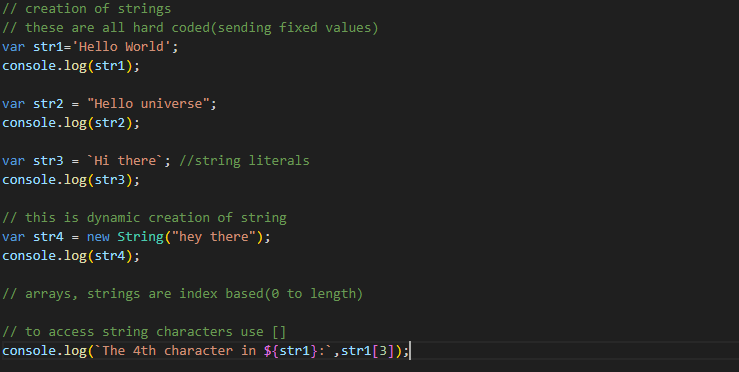 // creation of strings
// these are all hard coded(sending fixed values)
var str1='Hello World';
console.log(str1);
var str2 = "Hello universe";
console.log(str2);
var str3 = `Hi there`; //string literals
console.log(str3);
// this is dynamic creation of string
var str4 = new String("hey there");
console.log(str4);
// arrays, strings are index based(0 to length)
// to access string characters use []
console.log(`The 4th character in ${str1}:`,str1[3]);